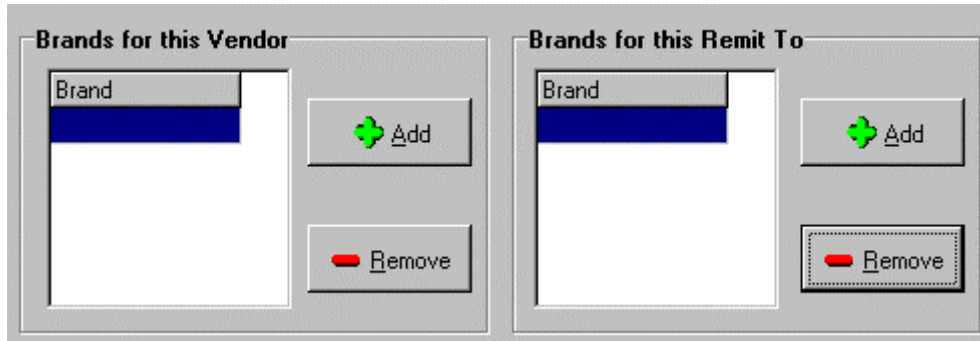 Brands for this Vendor
Brand
Add
Remove
Brands for this Remit To
Brand
Add
Remove